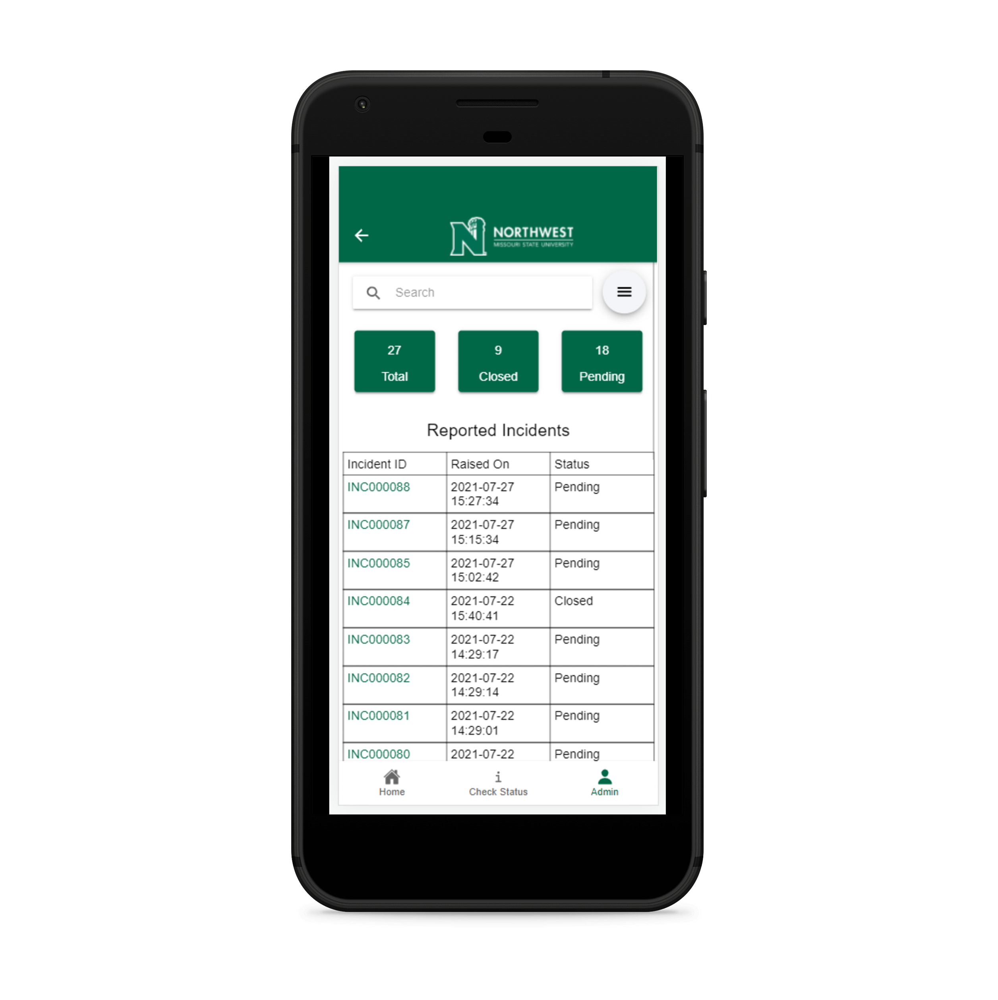 NORTHWEST
MISSOURI STATE UNIVERSITY
Search
27 9 18
Total Closed Pending
Reported Incidents
Incident ID Raised On Status
INC000088 2021-07-27 Pending
15:27:34
INC000087 2021-07-27 Pending
15:15:34
INC000085 2021-07-27 Pending
15:02:42
INC000084 2021-07-22 Closed
15:40:41
INC000083 2021-07-22 Pending
14:29:17
INC000082 2021-07-22 Pending
14:29:14
INC000081 2021-07-22 Pending
14:29:01
INC000080 2021-07-22 Pending
Home Check Status Admin